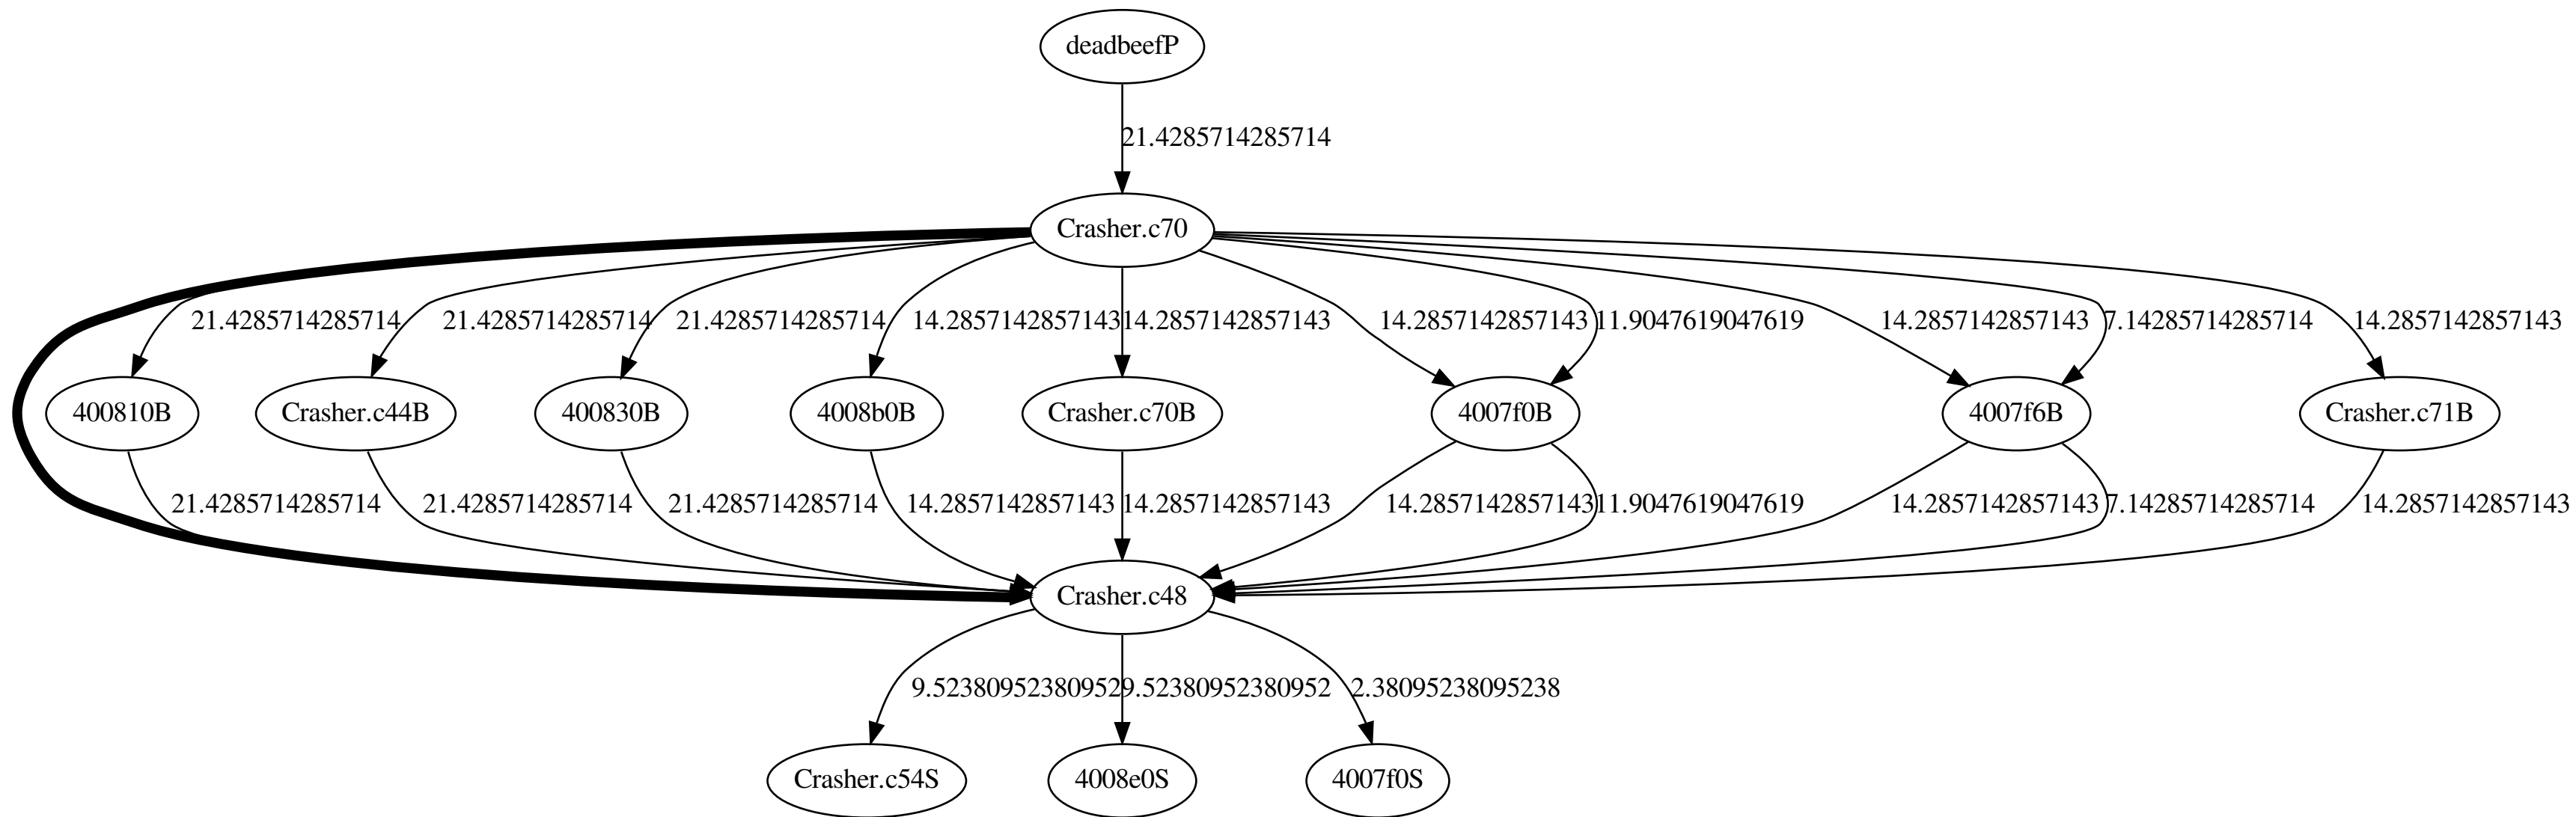 deadbeefP
21.4285714285714
Crasher.c70
21.4285714285714 21.4285714285714 21.4285714285714 14.2857142857143 14.2857142857143 14.2857142857143 11.9047619047619 14.2857142857143 7.14285714285714 14.2857142857143
400810B Crasher.c44B 400830B 4008b0B Crasher.c70B 4007f0B 4007f6B Crasher.c71B
21.4285714285714 21.4285714285714 21.4285714285714 14.2857142857143 14.2857142857143 14.2857142857143 11.9047619047619 14.2857142857143 7.14285714285714 14.2857142857143
Crasher.c48
9.52380952380952 9.52380952380952 2.38095238095238
Crasher.c54S 4008e0S 4007f0S